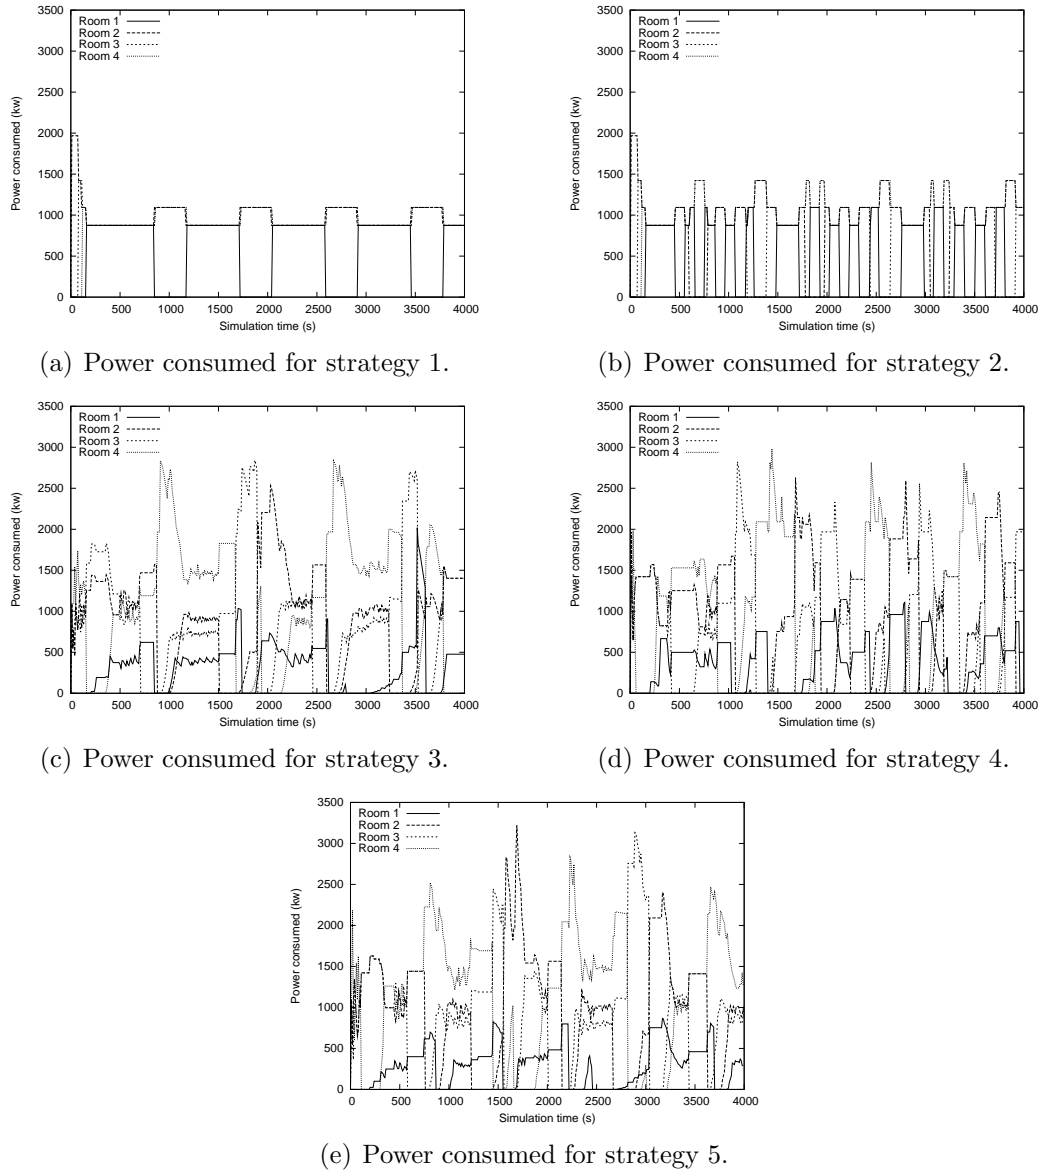 3500
3000
2500
2000
1500
1000
500
0
Power consumed (kw)
Room 1
Room 2
Room 3
Room 4
0 500 1000 1500 2000 2500 3000 3500 4000
Simulation time (s)
(a) Power consumed for strategy 1.
3500
3000
2500
2000
1500
1000
500
0
Power consumed (kw)
Room 1
Room 2
Room 3
Room 4
0 500 1000 1500 2000 2500 3000 3500 4000
Simulation time (s)
(b) Power consumed for strategy 2.
3500
3000
2500
2000
1500
1000
500
0
Power consumed (kw)
Room 1
Room 2
Room 3
Room 4
0 500 1000 1500 2000 2500 3000 3500 4000
Simulation time (s)
(c) Power consumed for strategy 3.
3500
3000
2500
2000
1500
1000
500
0
Power consumed (kw)
Room 1
Room 2
Room 3
Room 4
0 500 1000 1500 2000 2500 3000 3500 4000
Simulation time (s)
(d) Power consumed for strategy 4.
3500
3000
2500
2000
1500
1000
500
0
Power consumed (kw)
Room 1
Room 2
Room 3
Room 4
0 500 1000 1500 2000 2500 3000 3500 4000
Simulation time (s)
(e) Power consumed for strategy 5.